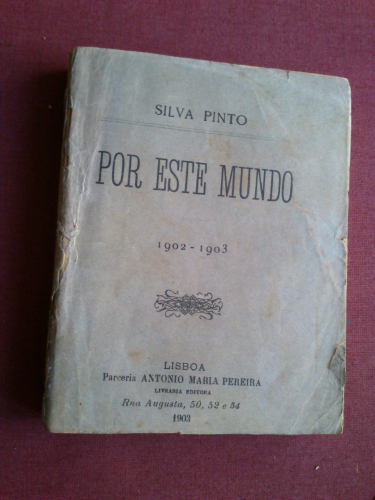 SILVA PINTO
POR ESTE MUNDO
1902-1903
LISBOA
Parceria ANTONIO MARIA PEREIRA
LIVRARIA EDITORA
Rua Augusta, 50, 52 e 54
1903